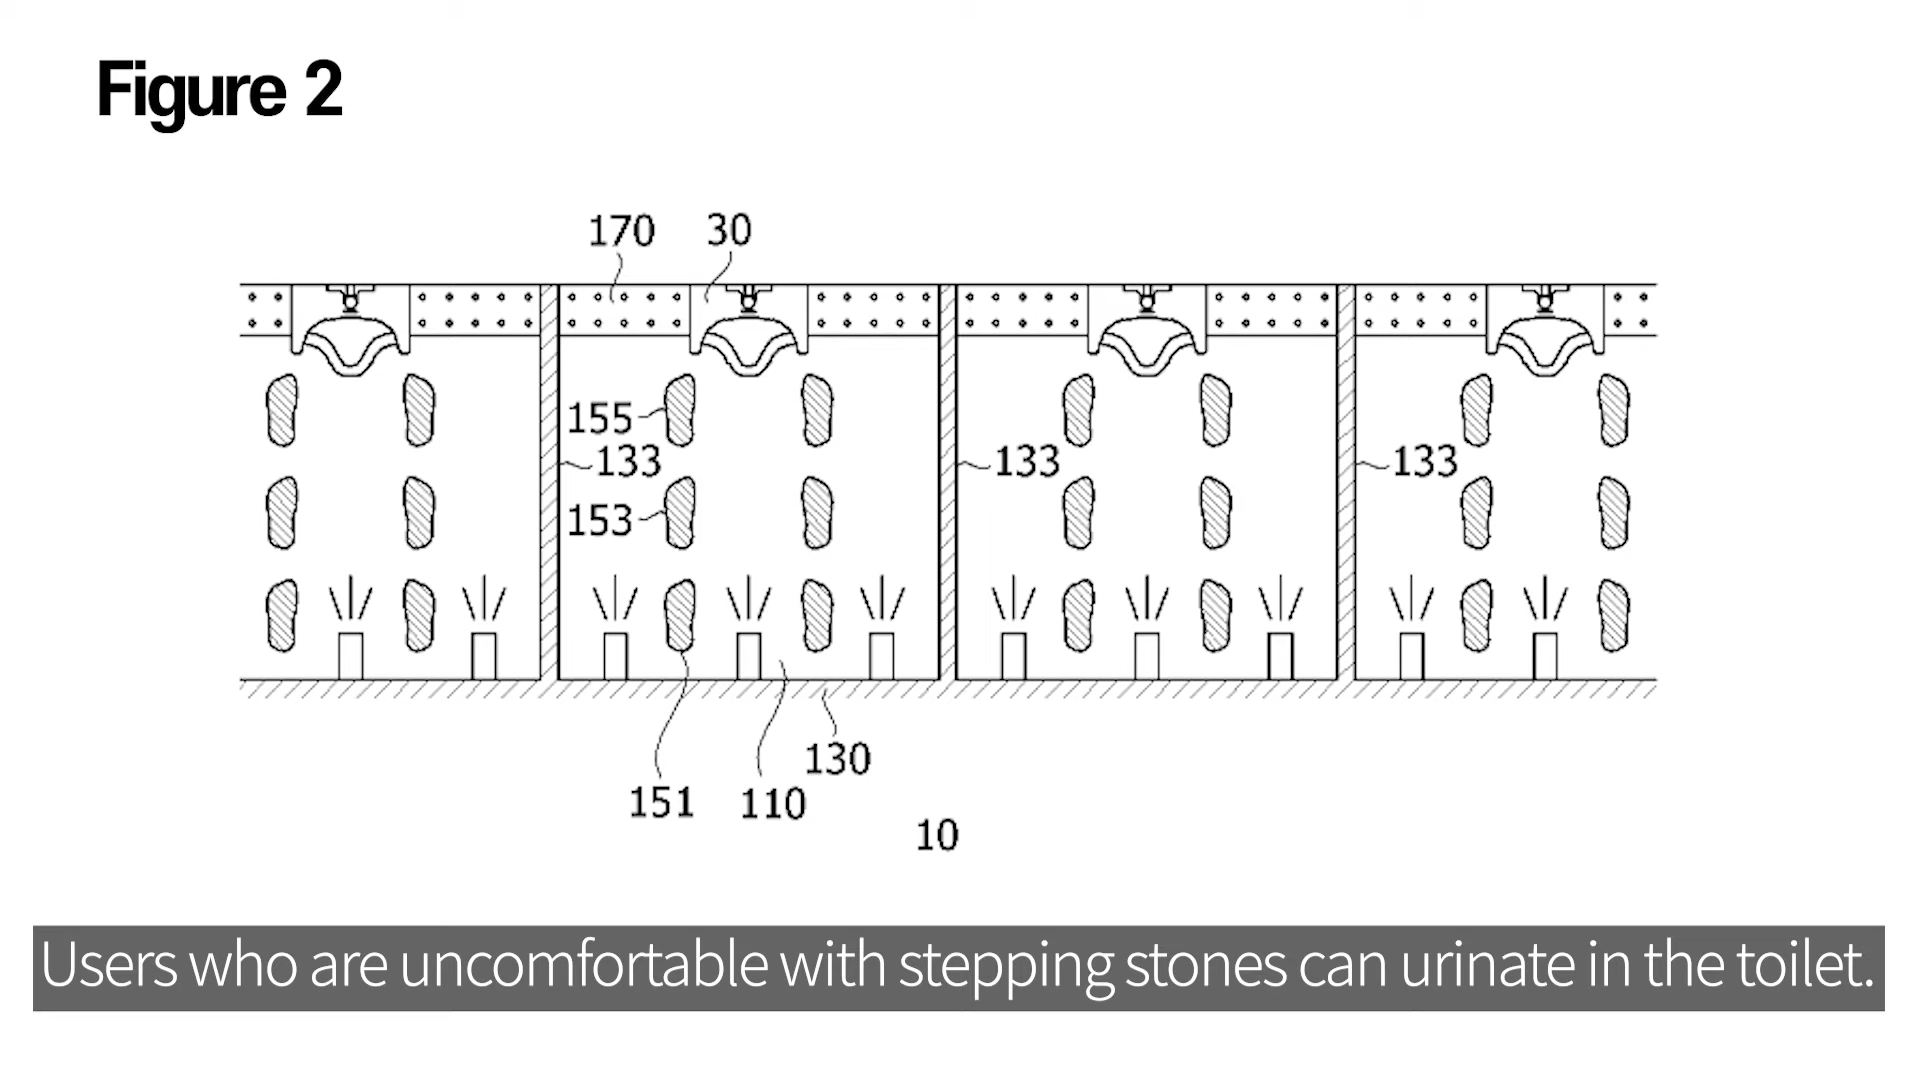 Figure 2
170 30
155
133 133 133
153
130
151 110
10
Users who are uncomfortable with stepping stones can urinate in the toilet.